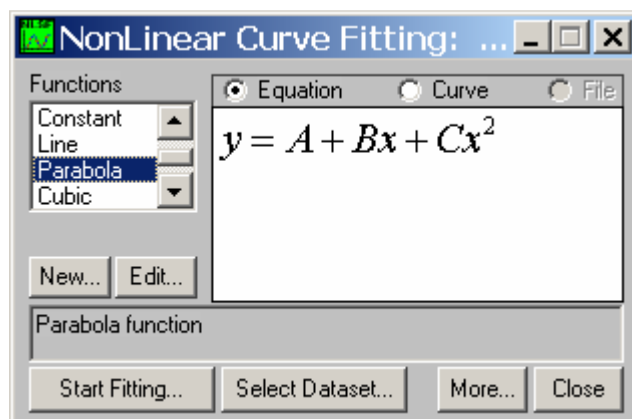 NonLinear Curve Fitting: ...
Functions
Constant
Line
Parabola
Cubic
Equation Curve File
y = A + Bx + Cx²
New... Edit...
Parabola function
Start Fitting... Select Dataset... More... Close